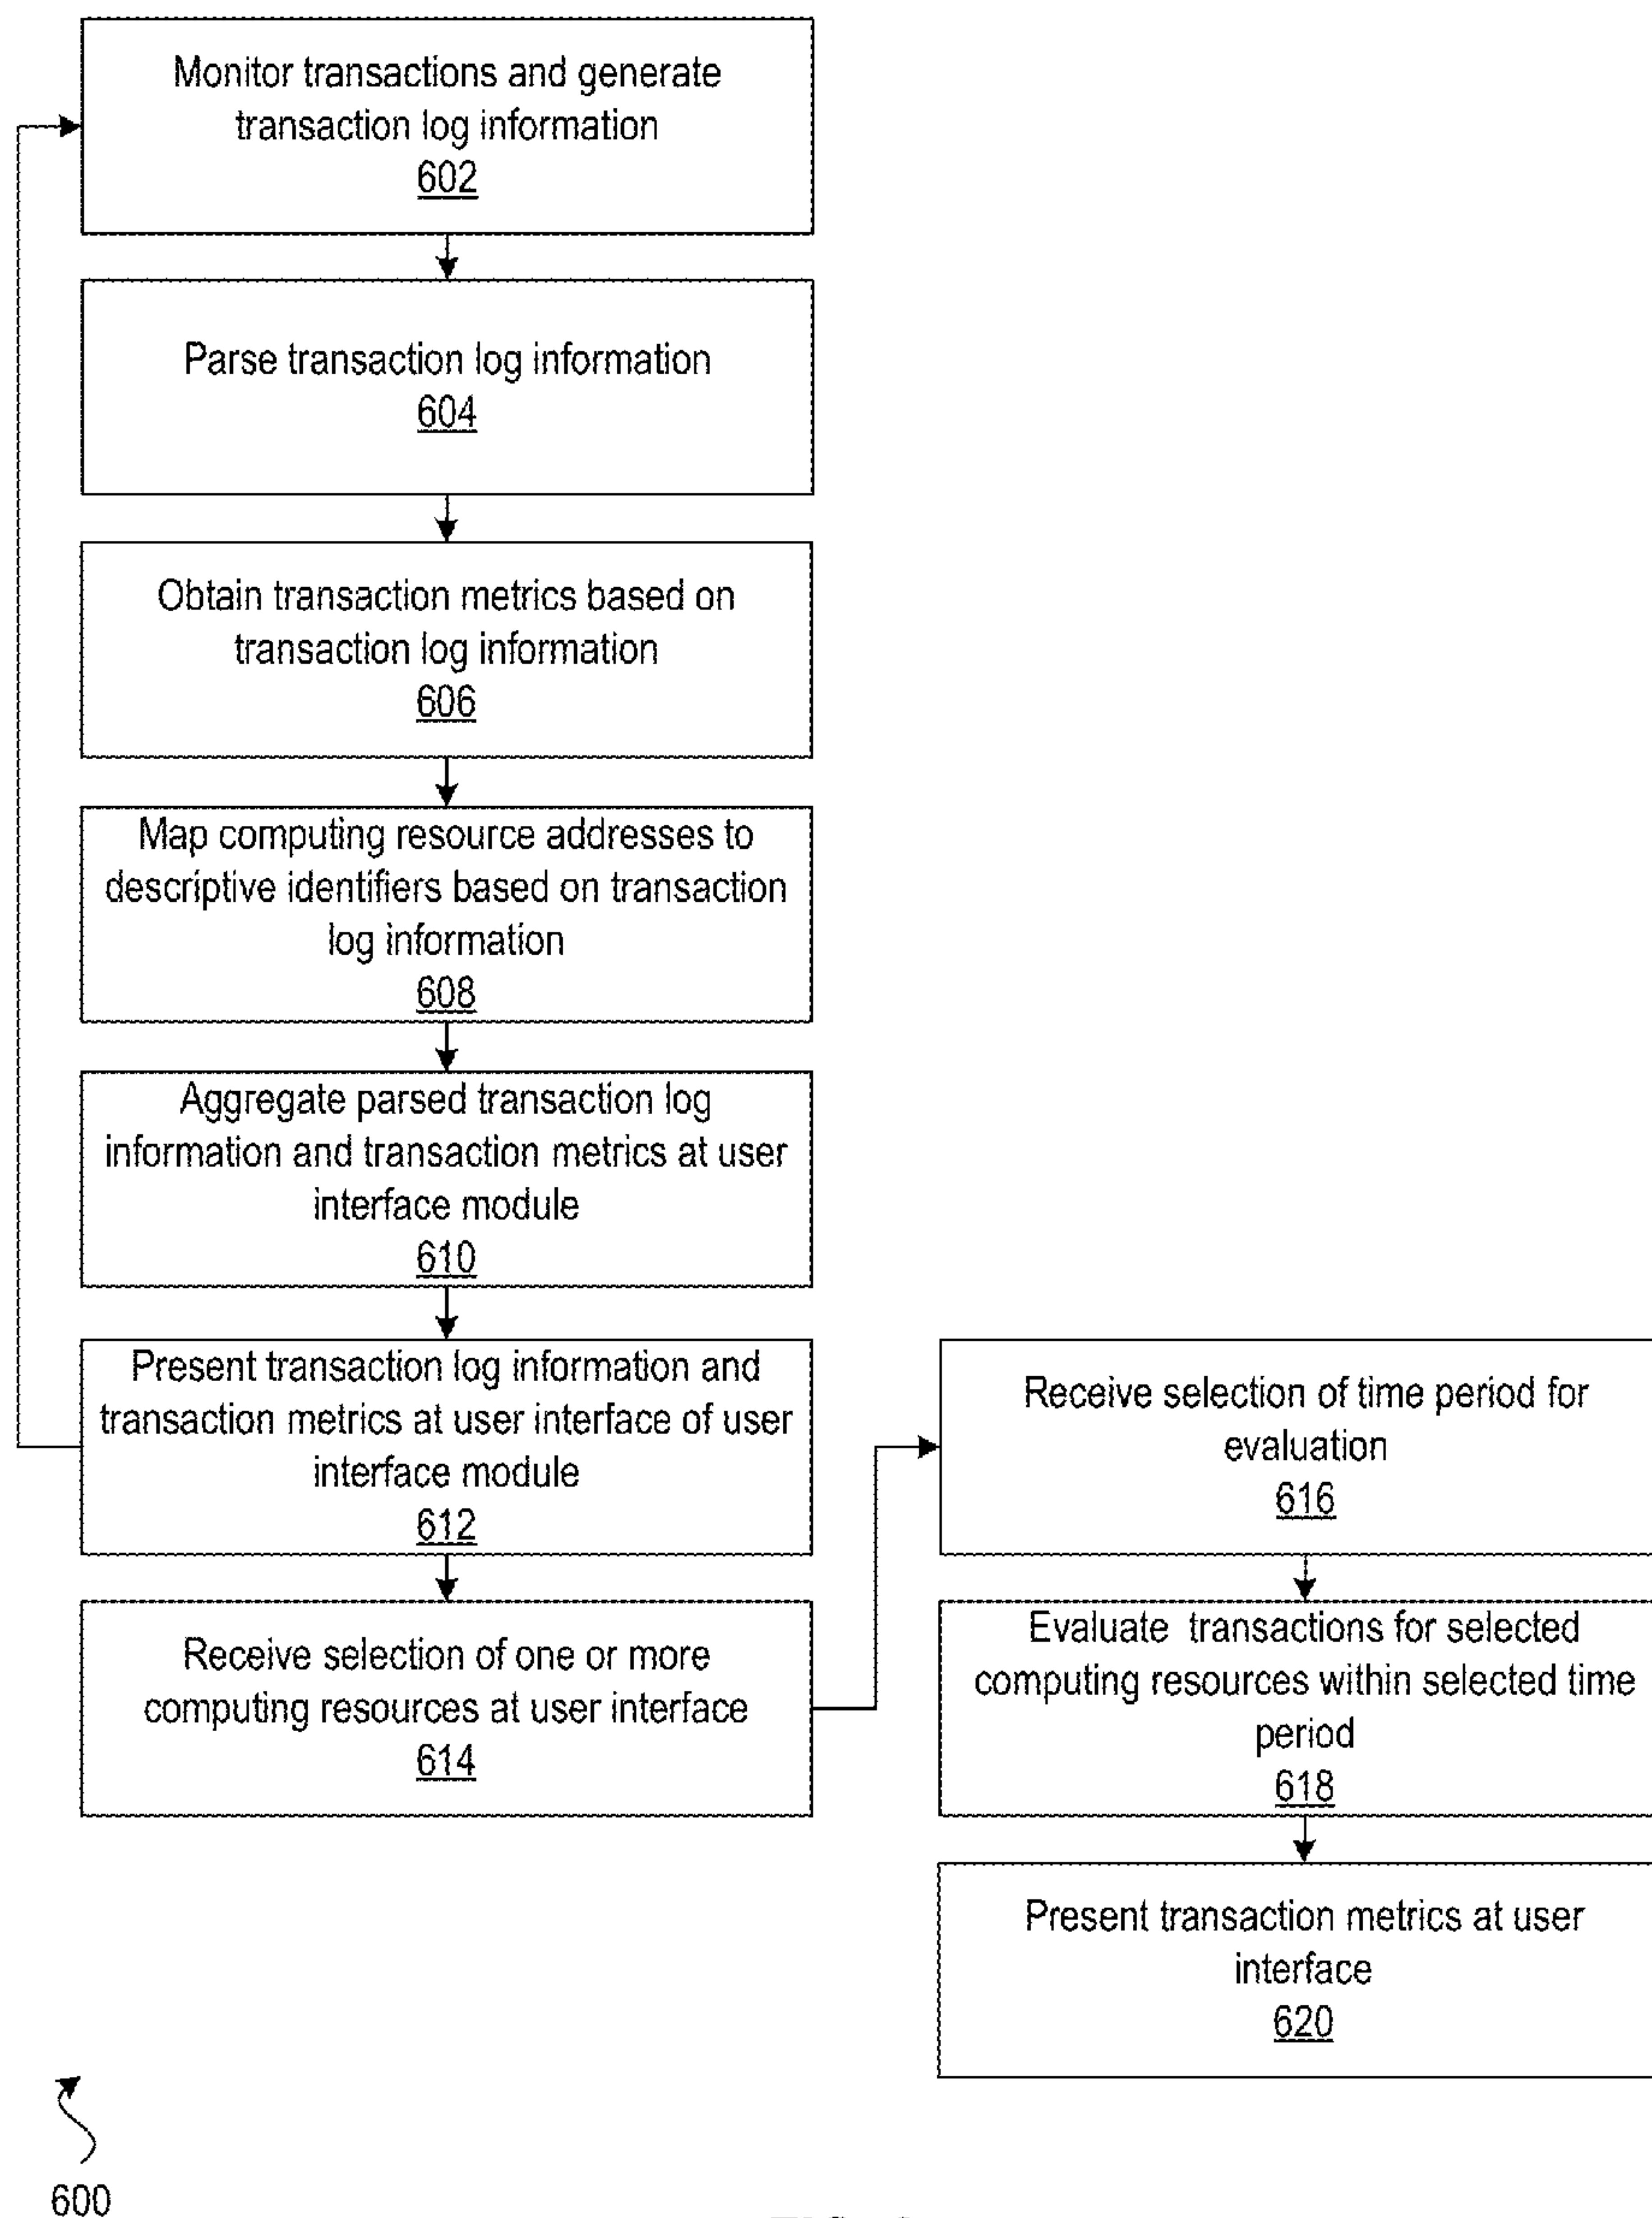 Monitor transactions and generate
transaction log information
602
Parse transaction log information
604
Obtain transaction metrics based on
transaction log information
606
Map computing resource addresses to
descriptive identifiers based on transaction
log information
608
Aggregate parsed transaction log
information and transaction metrics at user
interface module
610
Present transaction log information and
transaction metrics at user interface of user
interface module
612
Receive selection of one or more
computing resources at user interface
614
Receive selection of time period for
evaluation
616
Evaluate transactions for selected
computing resources within selected time
period
618
Present transaction metrics at user
interface
620
600